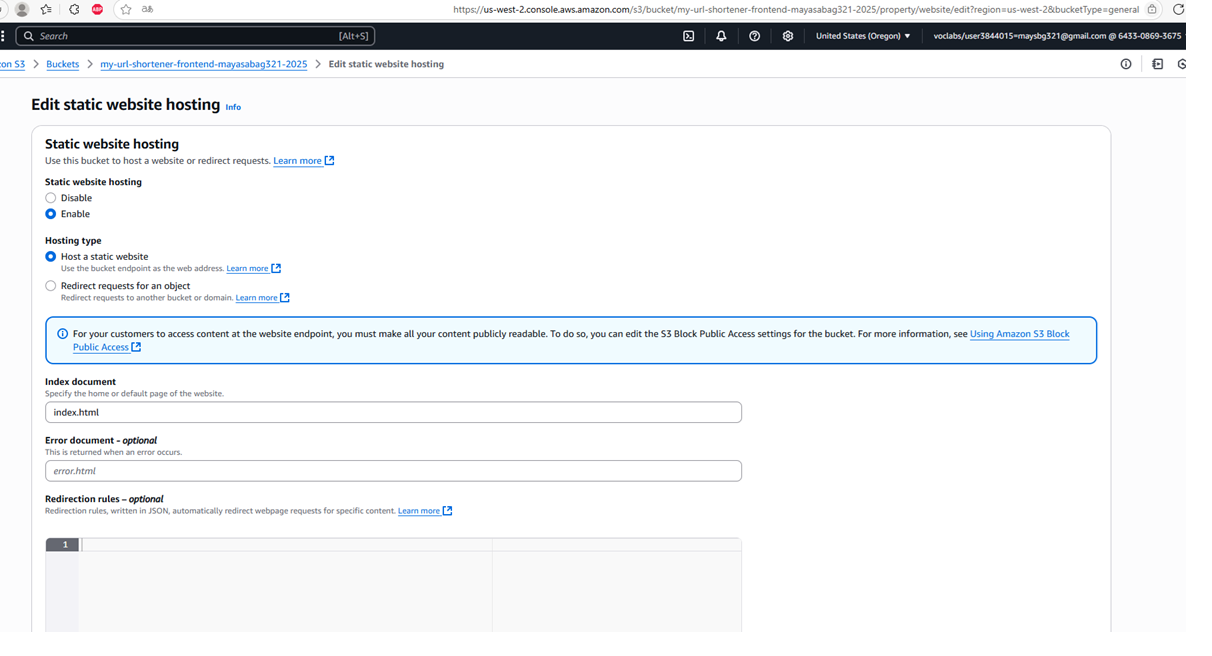 https://us-west-2.console.aws.amazon.com/s3/bucket/my-url-shortener-frontend-mayasabag321-2025/property/website/edit?region=us-west-2&bucketType=general
Search [Alt+S] United States (Oregon) ▼ voclabs/user3844015=maysbg321@gmail.com @ 6433-0869-3675
on S3 > Buckets > my-url-shortener-frontend-mayasabag321-2025 > Edit static website hosting
Edit static website hosting Info
Static website hosting
Use this bucket to host a website or redirect requests. Learn more
Static website hosting
Disable
Enable
Hosting type
Host a static website
Use the bucket endpoint as the web address. Learn more
Redirect requests for an object
Redirect requests to another bucket or domain. Learn more
For your customers to access content at the website endpoint, you must make all your content publicly readable. To do so, you can edit the S3 Block Public Access settings for the bucket. For more information, see Using Amazon S3 Block
Public Access
Index document
Specify the home or default page of the website.
index.html
Error document - optional
This is returned when an error occurs.
error.html
Redirection rules – optional
Redirection rules, written in JSON, automatically redirect webpage requests for specific content. Learn more
1